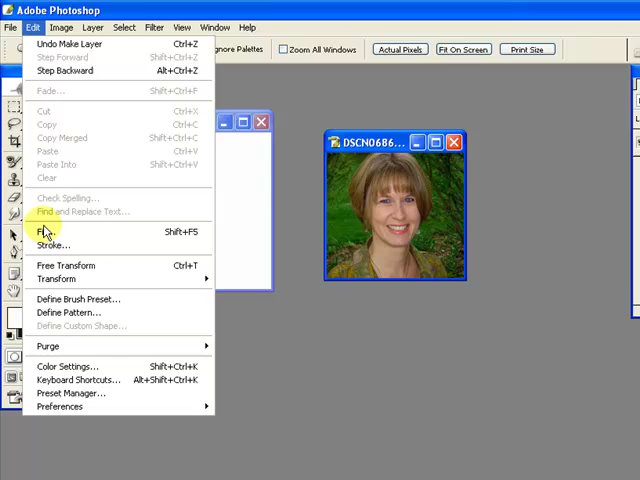 Adobe Photoshop
File Edit Image Layer Select Filter View Window Help
Ignore Palettes Zoom All Windows Actual Pixels Fit On Screen Print Size
Undo Make Layer Ctrl+Z
Step Forward Shift+Ctrl+Z
Step Backward Alt+Ctrl+Z
Fade... Shift+Ctrl+F
Cut Ctrl+X
Copy Ctrl+C
Copy Merged Shift+Ctrl+C
Paste Ctrl+V
Paste Into Shift+Ctrl+V
Clear
Check Spelling...
Find and Replace Text...
Shift+F5
Stroke...
Free Transform Ctrl+T
Transform
Define Brush Preset...
Define Pattern...
Define Custom Shape...
Purge
Color Settings... Shift+Ctrl+K
Keyboard Shortcuts... Alt+Shift+Ctrl+K
Preset Manager...
Preferences
DSCN0686...